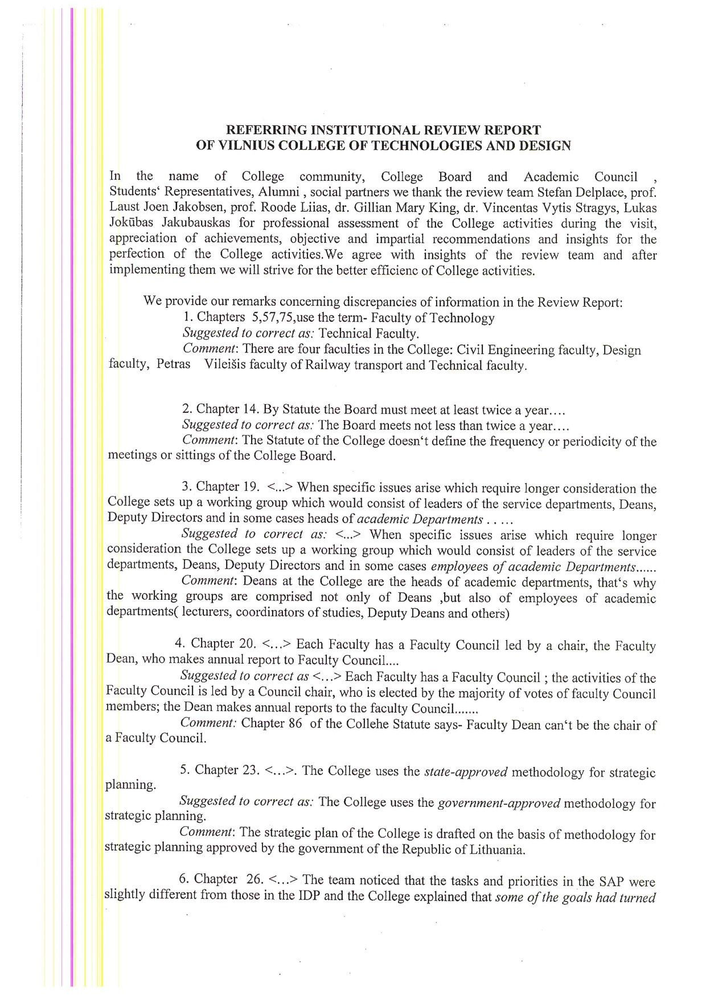 REFERRING INSTITUTIONAL REVIEW REPORT
OF VILNIUS COLLEGE OF TECHNOLOGIES AND DESIGN
In the name of College community, College Board and Academic Council ,
Students‘ Representatives, Alumni , social partners we thank the review team Stefan Delplace, prof.
Laust Joen Jakobsen, prof. Roode Liias, dr. Gillian Mary King, dr. Vincentas Vytis Stragys, Lukas
Jokūbas Jakubauskas for professional assessment of the College activities during the visit,
appreciation of achievements, objective and impartial recommendations and insights for the
perfection of the College activities.We agree with insights of the review team and after
implementing them we will strive for the better efficienc of College activities.
We provide our remarks concerning discrepancies of information in the Review Report:
1. Chapters 5,57,75,use the term- Faculty of Technology
Suggested to correct as: Technical Faculty.
Comment: There are four faculties in the College: Civil Engineering faculty, Design
faculty, Petras Vileišis faculty of Railway transport and Technical faculty.
2. Chapter 14. By Statute the Board must meet at least twice a year....
Suggested to correct as: The Board meets not less than twice a year....
Comment: The Statute of the College doesn‘t define the frequency or periodicity of the
meetings or sittings of the College Board.
3. Chapter 19. <...> When specific issues arise which require longer consideration the
College sets up a working group which would consist of leaders of the service departments, Deans,
Deputy Directors and in some cases heads of academic Departments . . . . .
Suggested to correct as: <...> When specific issues arise which require longer
consideration the College sets up a working group which would consist of leaders of the service
departments, Deans, Deputy Directors and in some cases employees of academic Departments......
Comment: Deans at the College are the heads of academic departments, that‘s why
the working groups are comprised not only of Deans ,but also of employees of academic
departments( lecturers, coordinators of studies, Deputy Deans and others)
4. Chapter 20. <...> Each Faculty has a Faculty Council led by a chair, the Faculty
Dean, who makes annual report to Faculty Council....
Suggested to correct as <...> Each Faculty has a Faculty Council ; the activities of the
Faculty Council is led by a Council chair, who is elected by the majority of votes of faculty Council
members; the Dean makes annual reports to the faculty Council.......
Comment: Chapter 86 of the Collehe Statute says- Faculty Dean can‘t be the chair of
a Faculty Council.
5. Chapter 23. <...>. The College uses the state-approved methodology for strategic
planning.
Suggested to correct as: The College uses the government-approved methodology for
strategic planning.
Comment: The strategic plan of the College is drafted on the basis of methodology for
strategic planning approved by the government of the Republic of Lithuania.
6. Chapter 26. <...> The team noticed that the tasks and priorities in the SAP were
slightly different from those in the IDP and the College explained that some of the goals had turned